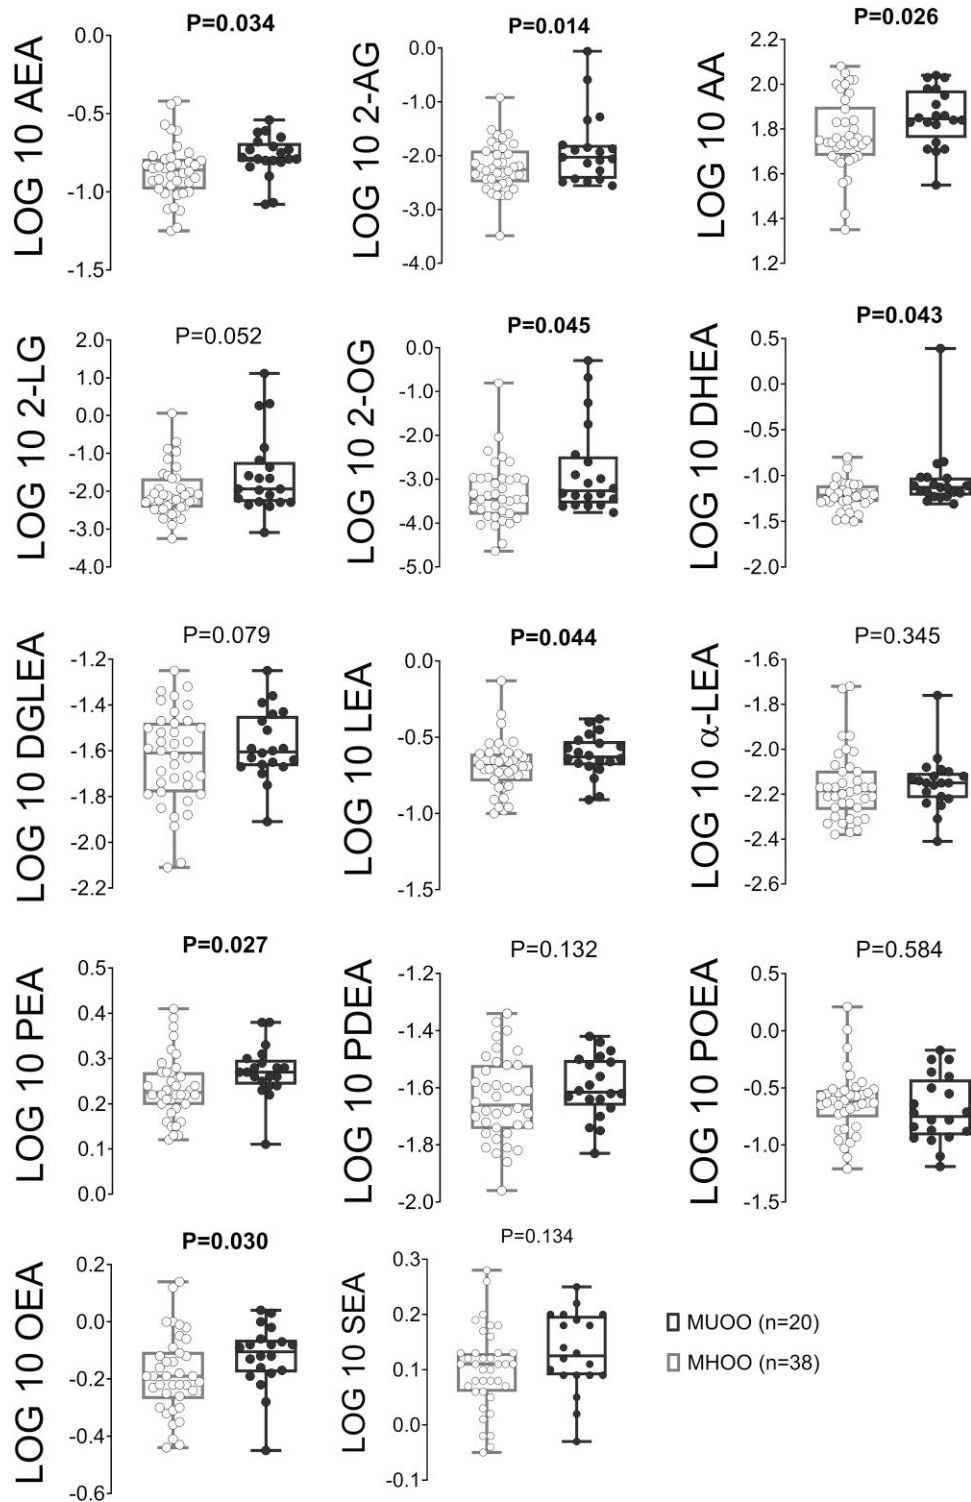 P=0.034
LOG 10 AEA
0.0
-0.5
-1.0
-1.5
P=0.014
LOG 10 2-AG
0.0
-1.0
-2.0
-3.0
-4.0
P=0.026
LOG 10 AA
2.2
2.0
1.8
1.6
1.4
1.2
P=0.052
LOG 10 2-LG
2.0
1.0
0.0
-1.0
-2.0
-3.0
-4.0
P=0.045
LOG 10 2-OG
0.0
-1.0
-2.0
-3.0
-4.0
-5.0
P=0.043
LOG 10 DHEA
0.5
0.0
-0.5
-1.0
-1.5
-2.0
P=0.079
LOG 10 DGLEA
-1.2
-1.4
-1.6
-1.8
-2.0
-2.2
P=0.044
LOG 10 LEA
0.0
-0.5
-1.0
-1.5
P=0.345
LOG 10 α-LEA
-1.6
-1.8
-2.0
-2.2
-2.4
-2.6
P=0.027
LOG 10 PEA
0.5
0.4
0.3
0.2
0.1
0.0
P=0.132
LOG 10 PDEA
-1.2
-1.4
-1.6
-1.8
-2.0
P=0.584
LOG 10 POEA
0.5
0.0
-0.5
-1.0
-1.5
P=0.030
LOG 10 OEA
0.2
-0.0
-0.2
-0.4
-0.6
P=0.134
LOG 10 SEA
0.3
0.2
0.1
0.0
-0.1
MUOO (n=20)
MHOO (n=38)